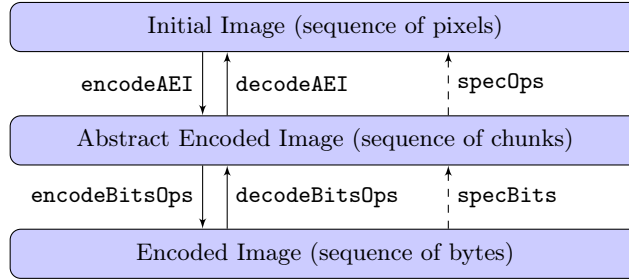 Initial Image (sequence of pixels)
encodeAEI decodeAEI specOps
Abstract Encoded Image (sequence of chunks)
encodeBitsOps decodeBitsOps specBits
Encoded Image (sequence of bytes)